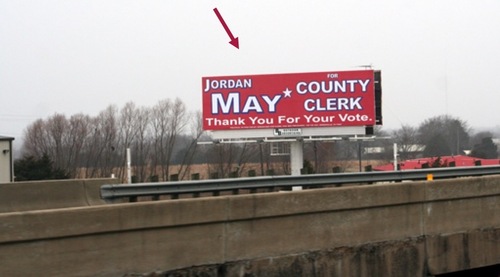 JORDAN
MAY
FOR
COUNTY
CLERK
Thank You For Your Vote.